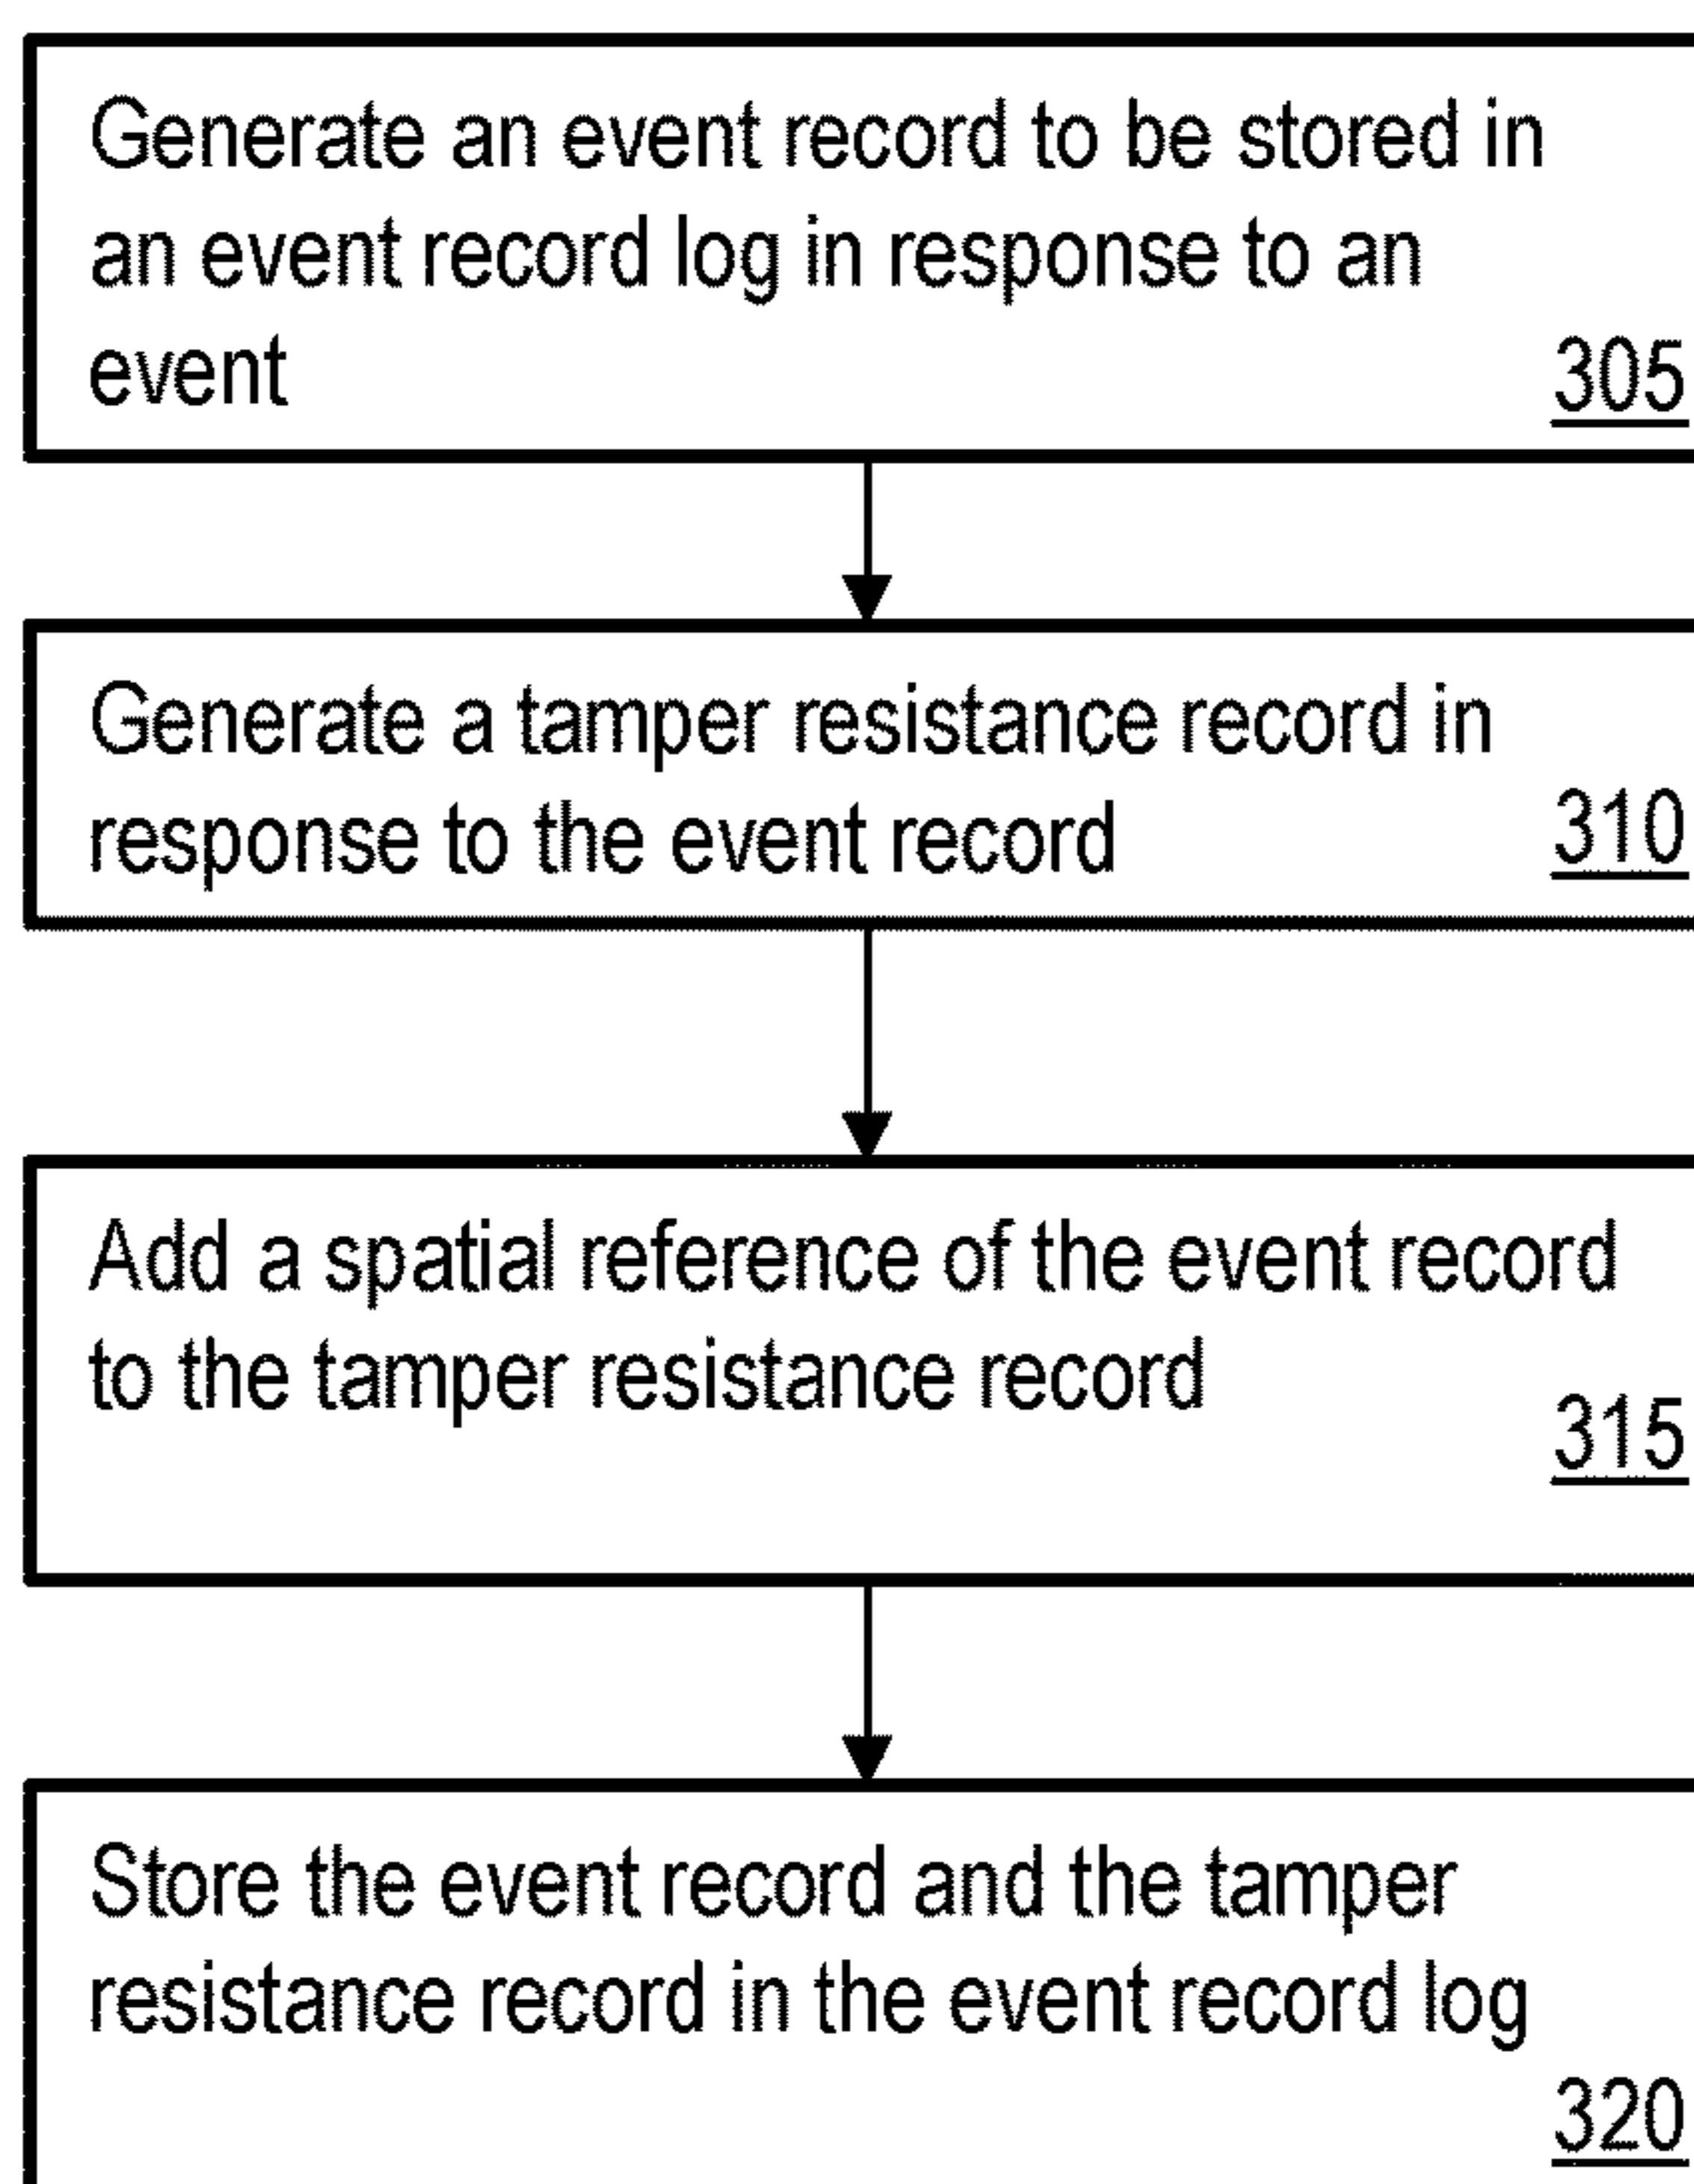 Generate an event record to be stored in
an event record log in response to an
event 305
Generate a tamper resistance record in
response to the event record 310
Add a spatial reference of the event record
to the tamper resistance record
315
Store the event record and the tamper
resistance record in the event record log
320